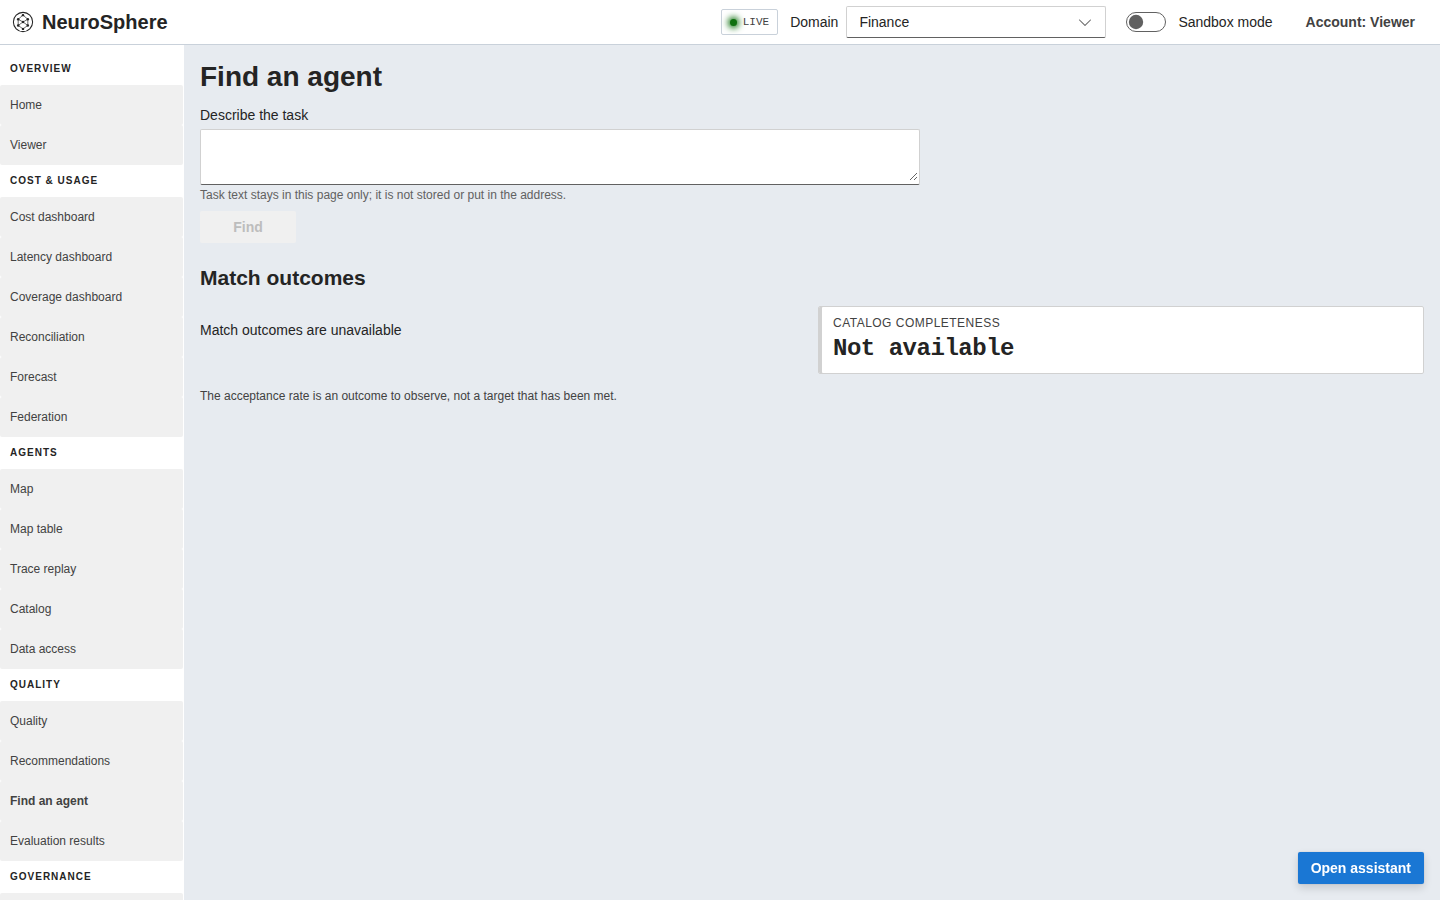 NeuroSphere
LIVE
Domain
Finance
Sandbox mode
Account: Viewer
OVERVIEW
Home
Viewer
COST & USAGE
Cost dashboard
Latency dashboard
Coverage dashboard
Reconciliation
Forecast
Federation
AGENTS
Map
Map table
Trace replay
Catalog
Data access
QUALITY
Quality
Recommendations
Find an agent
Evaluation results
GOVERNANCE
Find an agent
Describe the task
Task text stays in this page only; it is not stored or put in the address.
Find
Match outcomes
Match outcomes are unavailable
CATALOG COMPLETENESS
Not available
The acceptance rate is an outcome to observe, not a target that has been met.
Open assistant